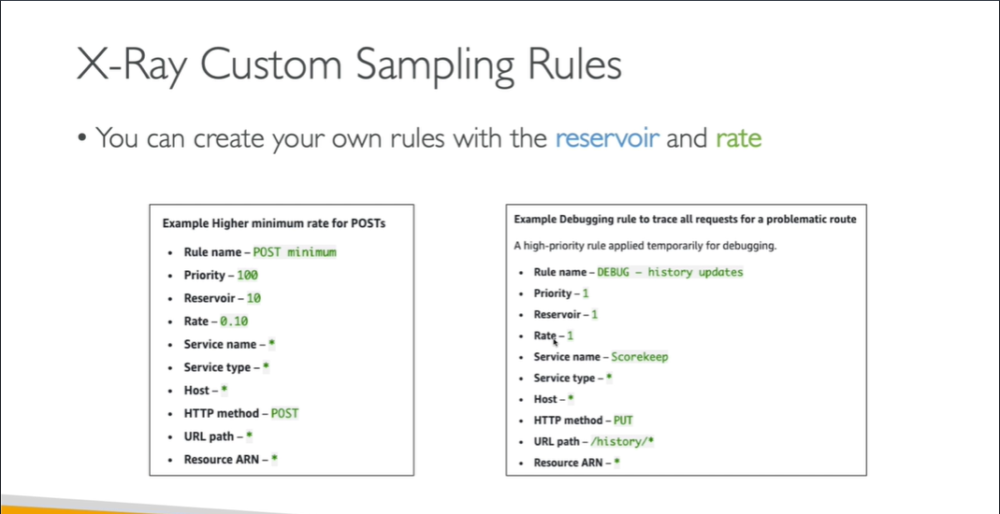 X-Ray Custom Sampling Rules
• You can create your own rules with the reservoir and rate
Example Higher minimum rate for POSTs
• Rule name – POST minimum
• Priority – 100
• Reservoir – 10
• Rate – 0.10
• Service name – *
• Service type – *
• Host – *
• HTTP method – POST
• URL path – *
• Resource ARN – *
Example Debugging rule to trace all requests for a problematic route
A high-priority rule applied temporarily for debugging.
• Rule name – DEBUG – history updates
• Priority – 1
• Reservoir – 1
• Rate – 1
• Service name – Scorekeep
• Service type – *
• Host – *
• HTTP method – PUT
• URL path – /history/*
• Resource ARN – *